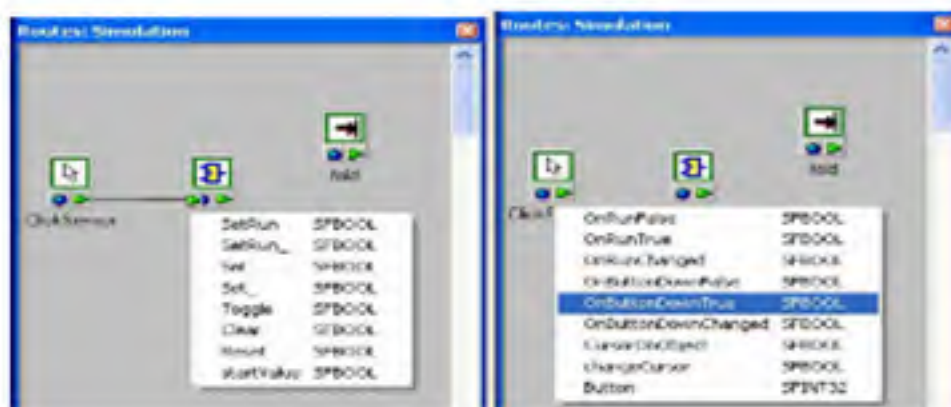 Routes: Simulation
Hold
ClickSensor
SetRun SFBOOL
SetRun_ SFBOOL
Set SFBOOL
Set_ SFBOOL
Toggle SFBOOL
Clear SFBOOL
Reset SFBOOL
startValue SFBOOL
Routes: Simulation
Hold
OnRunFalse SFBOOL
OnRunTrue SFBOOL
OnRunChanged SFBOOL
OnButtonDownFalse SFBOOL
OnButtonDownTrue SFBOOL
OnButtonDownChanged SFBOOL
CursorOnObject SFBOOL
changeCursor SFBOOL
Button SFINT32